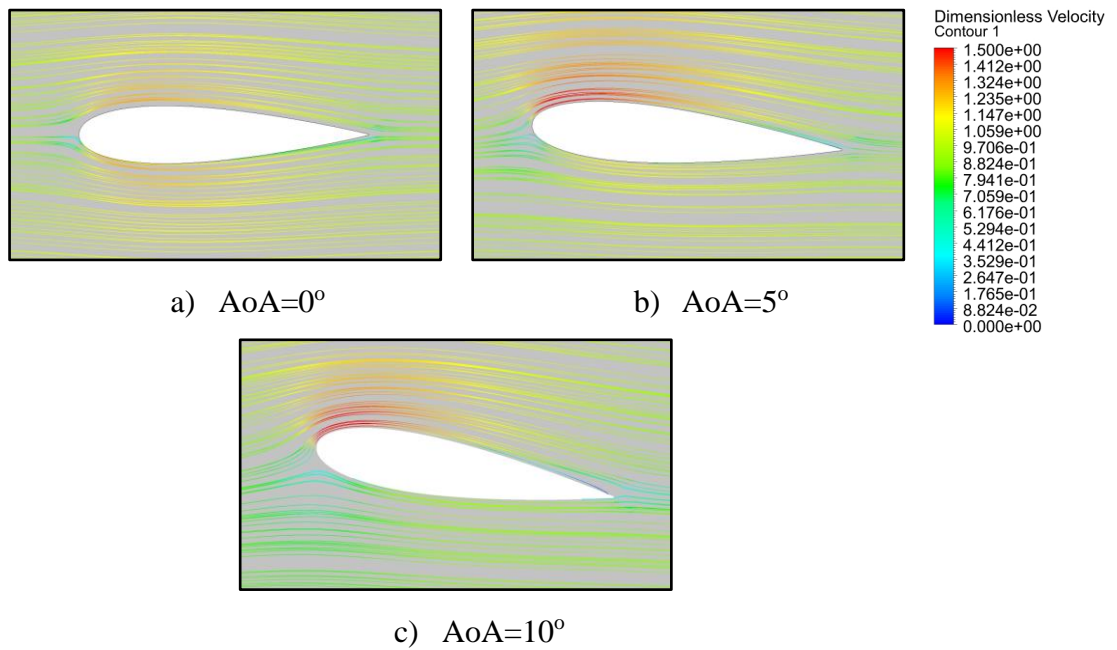 Dimensionless Velocity
Contour 1
1.500e+00
1.412e+00
1.324e+00
1.235e+00
1.147e+00
1.059e+00
9.706e-01
8.824e-01
7.941e-01
7.059e-01
6.176e-01
5.294e-01
4.412e-01
3.529e-01
2.647e-01
1.765e-01
8.824e-02
0.000e+00
a) AoA=0º
b) AoA=5º
c) AoA=10º